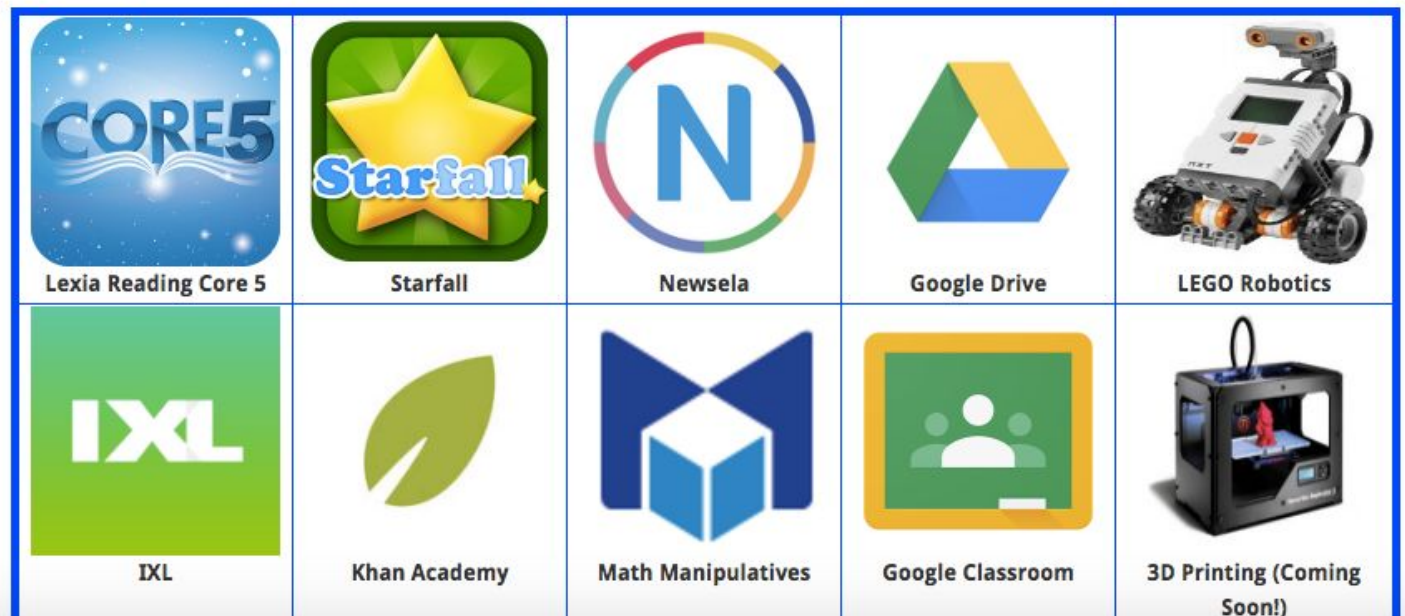 CORE5
Starfall
N
nxt
Lexia Reading Core 5
Starfall
Newsela
Google Drive
LEGO Robotics
IXL
IXL
Khan Academy
Math Manipulatives
Google Classroom
3D Printing (Coming
Soon!)